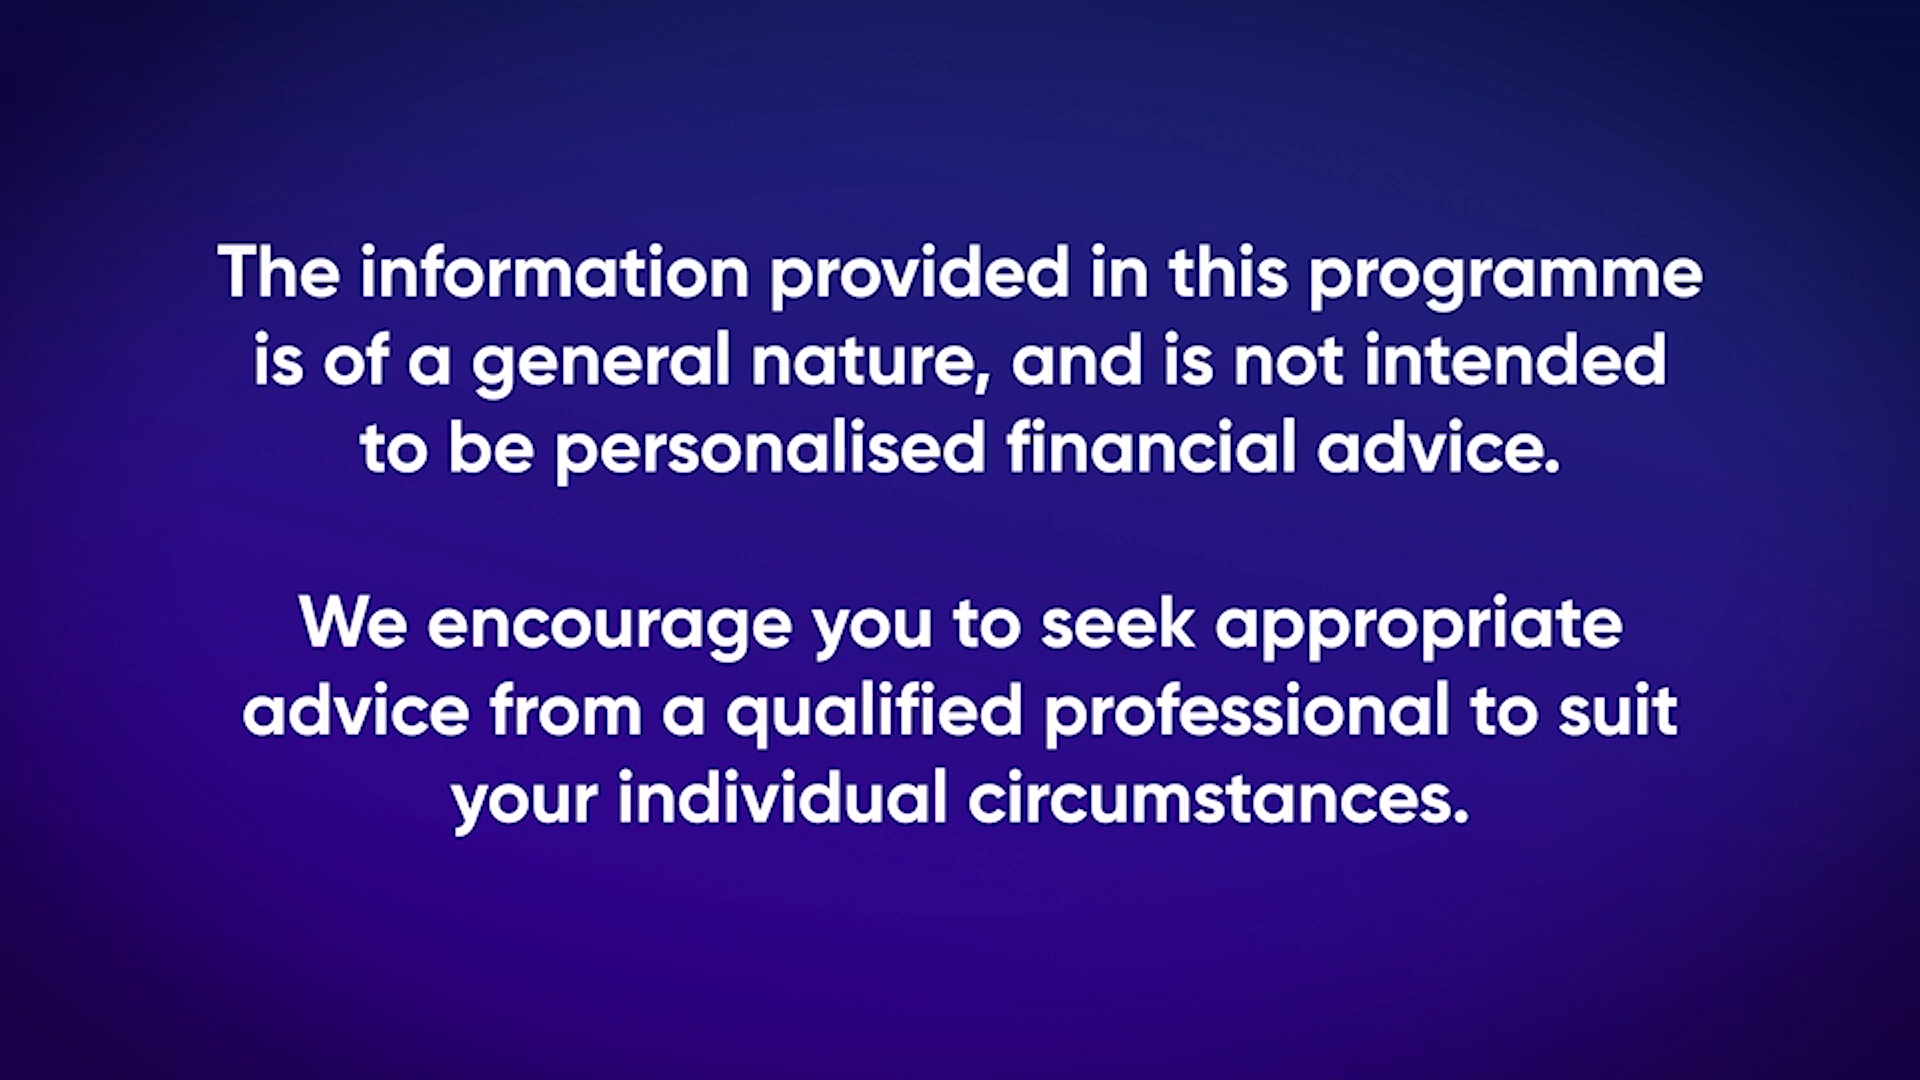 The information provided in this programme
is of a general nature, and is not intended
to be personalised financial advice.
We encourage you to seek appropriate
advice from a qualified professional to suit
your individual circumstances.